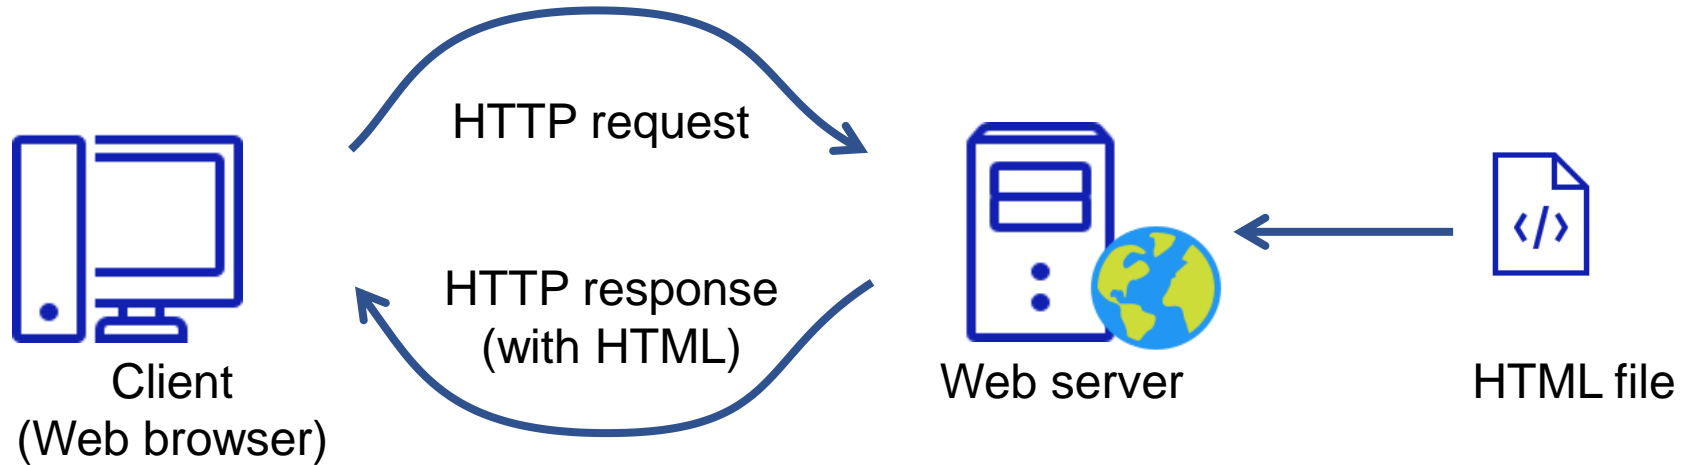 HTTP request
HTTP response
(with HTML)
Client
(Web browser)
Web server
</>
HTML file